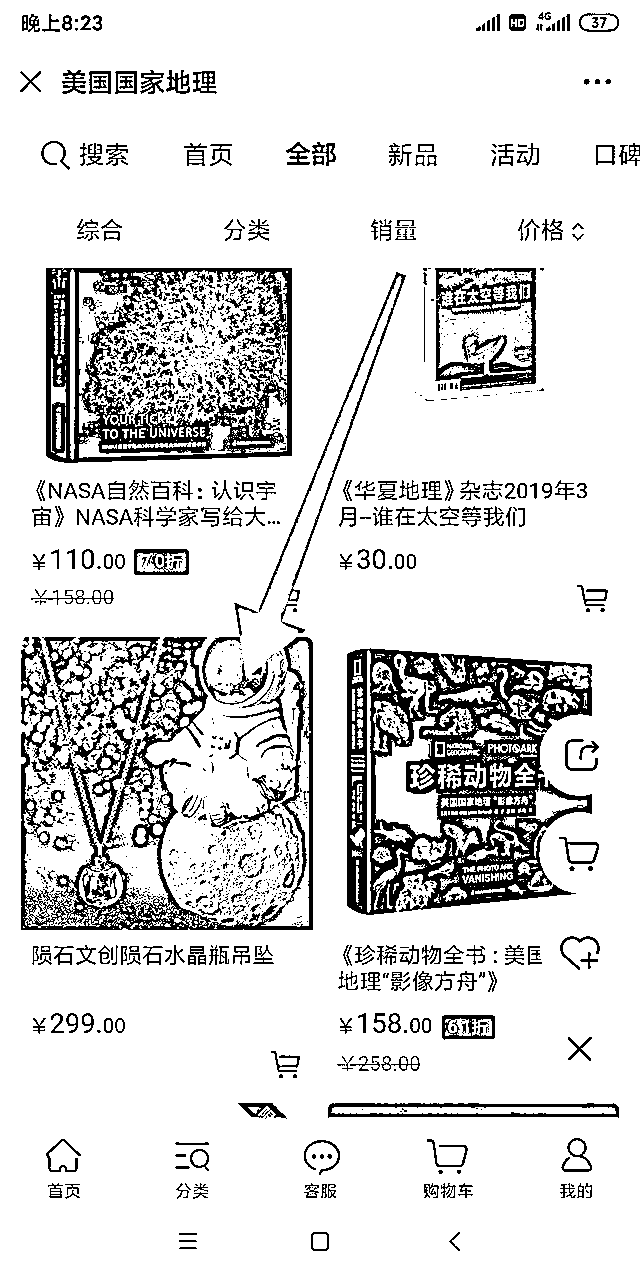 晚上8:23
HD 4G 37
美国国家地理
搜索 首页 全部 新品 活动 口碑
综合 分类 销量 价格
YOUR TICKET
TO THE UNIVERSE
谁在太空等我们
《NASA自然百科：认识宇
宙》NASA科学家写给大...
¥110.00 7.0折
¥158.00
《华夏地理》杂志2019年3
月-谁在太空等我们
¥30.00
NATIONAL
GEOGRAPHIC
PHOTOARK
珍稀动物全
美国国家地理“影像方舟”
THE PHOTO ARK
VANISHING
陨石文创陨石水晶瓶吊坠
¥299.00
《珍稀动物全书：美国
地理“影像方舟”》
¥158.00
¥258.00
首页 分类 客服 购物车 我的